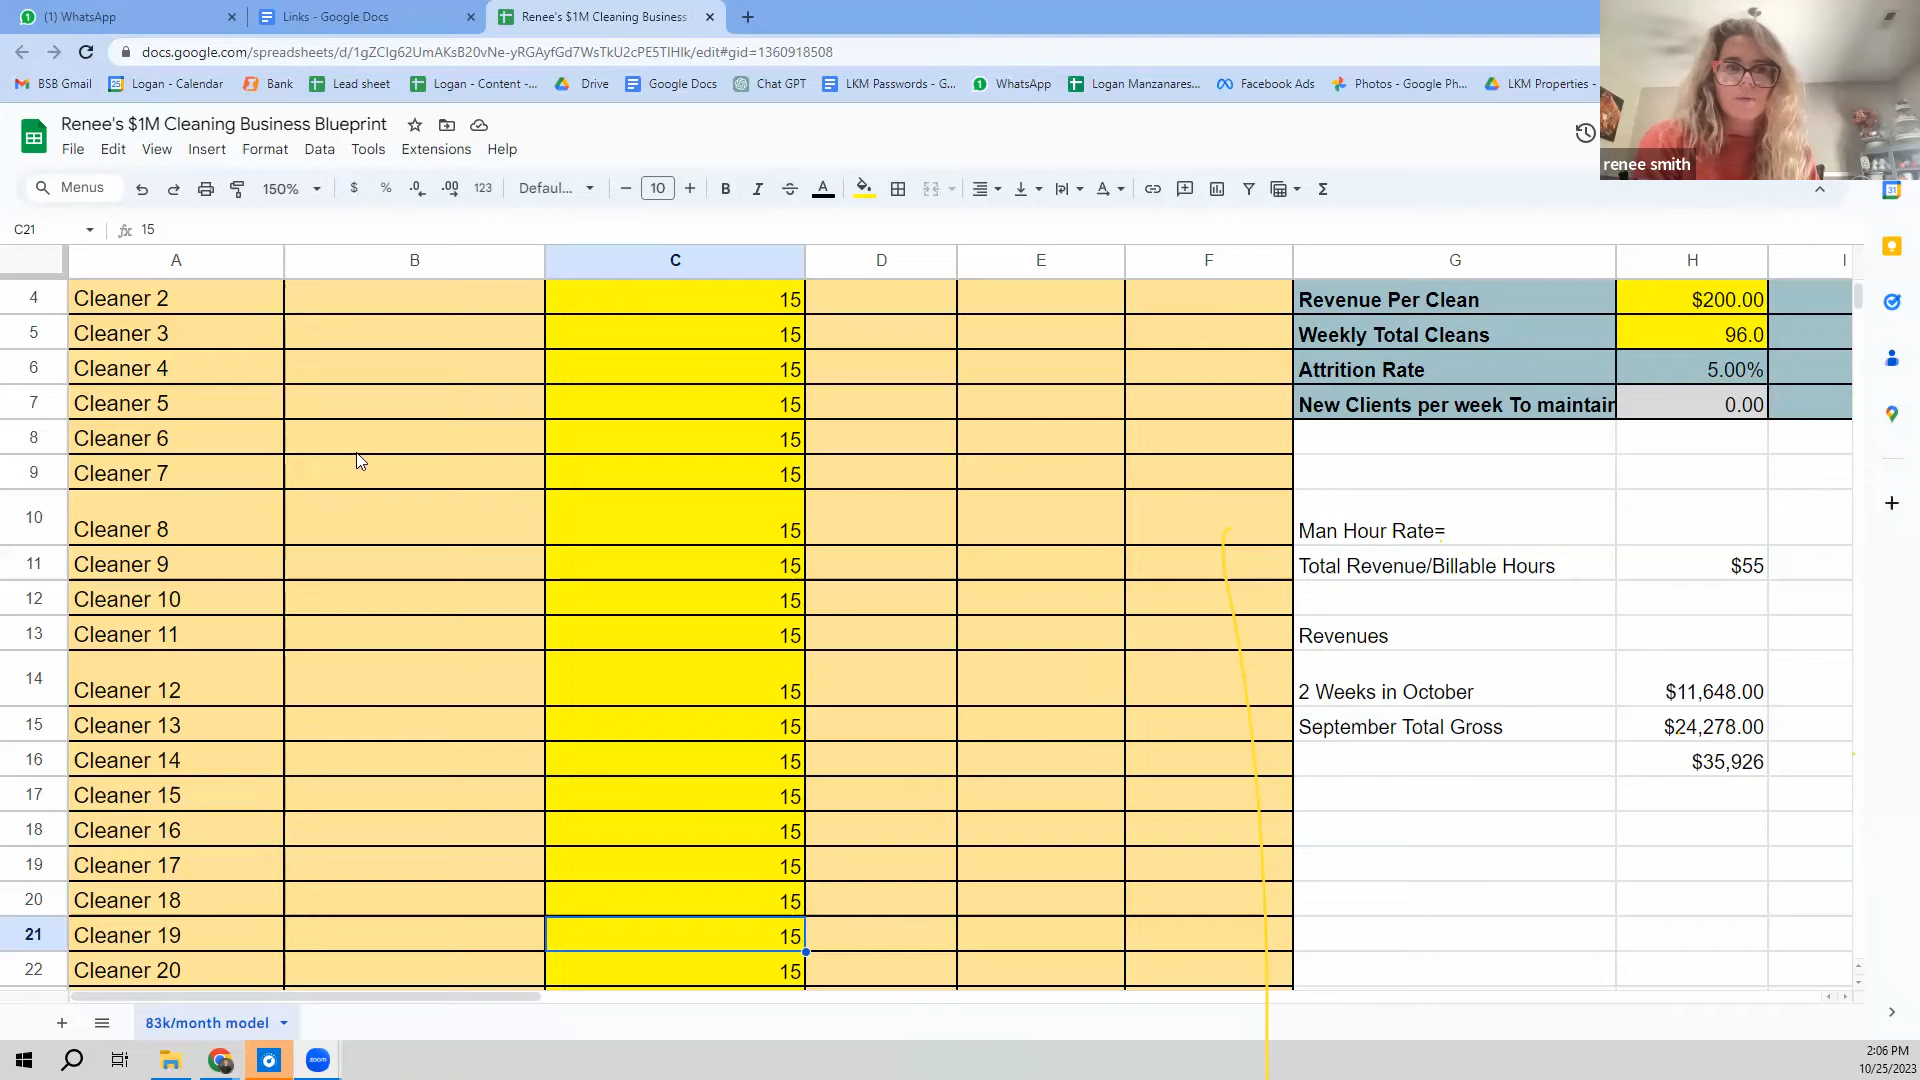 (1) WhatsApp
Links - Google Docs
Renee's $1M Cleaning Business
docs.google.com/spreadsheets/d/1gZClg62UmAKsB20vNe-yRGAyfGd7WsTkU2cPE5TIHIk/edit#gid=1360918508
BSB Gmail
Logan - Calendar
Bank
Lead sheet
Logan - Content -...
Drive
Google Docs
Chat GPT
LKM Passwords - G...
WhatsApp
Logan Manzanares...
Facebook Ads
Photos - Google Ph...
LKM Properties -
Renee's $1M Cleaning Business Blueprint
File Edit View Insert Format Data Tools Extensions Help
renee smith
Menus 150% $ % .0 .00 123 Defaul... 10 B I A
C21 fx 15
A B C D E F G H I
4 Cleaner 2 15 Revenue Per Clean $200.00
5 Cleaner 3 15 Weekly Total Cleans 96.0
6 Cleaner 4 15 Attrition Rate 5.00%
7 Cleaner 5 15 New Clients per week To maintain 0.00
8 Cleaner 6 15
9 Cleaner 7 15
10 Cleaner 8 15 Man Hour Rate=
11 Cleaner 9 15 Total Revenue/Billable Hours $55
12 Cleaner 10 15
13 Cleaner 11 15 Revenues
14 Cleaner 12 15 2 Weeks in October $11,648.00
15 Cleaner 13 15 September Total Gross $24,278.00
16 Cleaner 14 15 $35,926
17 Cleaner 15 15
18 Cleaner 16 15
19 Cleaner 17 15
20 Cleaner 18 15
21 Cleaner 19 15
22 Cleaner 20 15
83k/month model
zoom
2:06 PM
10/25/2023